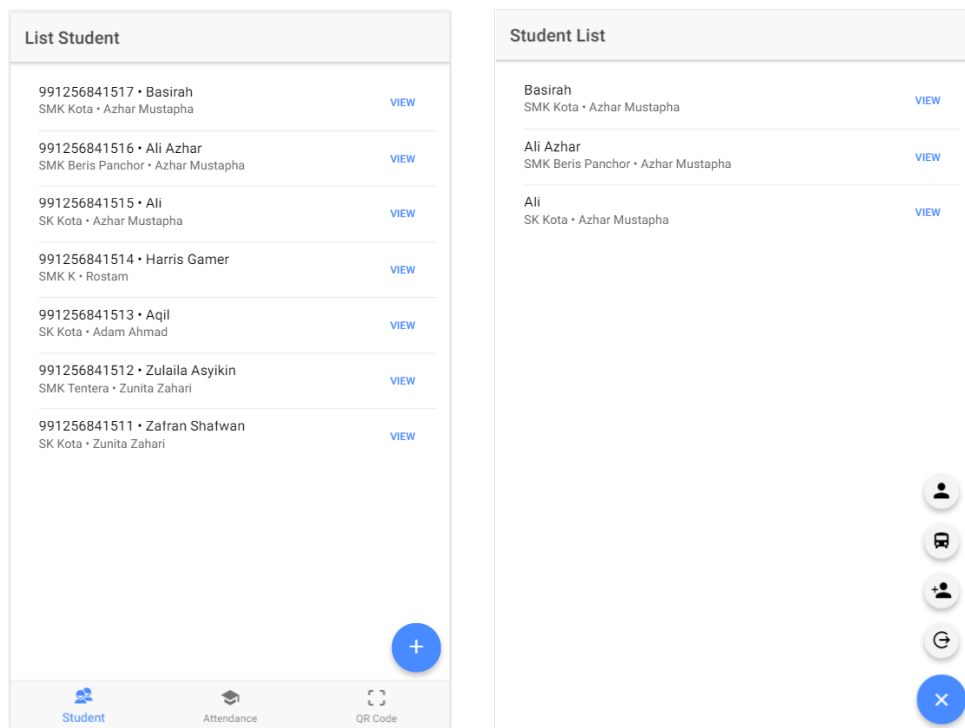 List Student
991256841517 • Basirah
SMK Kota • Azhar Mustapha
VIEW
991256841516 • Ali Azhar
SMK Beris Panchor • Azhar Mustapha
VIEW
991256841515 • Ali
SK Kota • Azhar Mustapha
VIEW
991256841514 • Harris Gamer
SMK K • Rostam
VIEW
991256841513 • Aqil
SK Kota • Adam Ahmad
VIEW
991256841512 • Zulaila Asyikin
SMK Tentera • Zunita Zahari
VIEW
991256841511 • Zafran Shafwan
SK Kota • Zunita Zahari
VIEW
Student
Attendance
QR Code
Student List
Basirah
SMK Kota • Azhar Mustapha
VIEW
Ali Azhar
SMK Beris Panchor • Azhar Mustapha
VIEW
Ali
SK Kota • Azhar Mustapha
VIEW